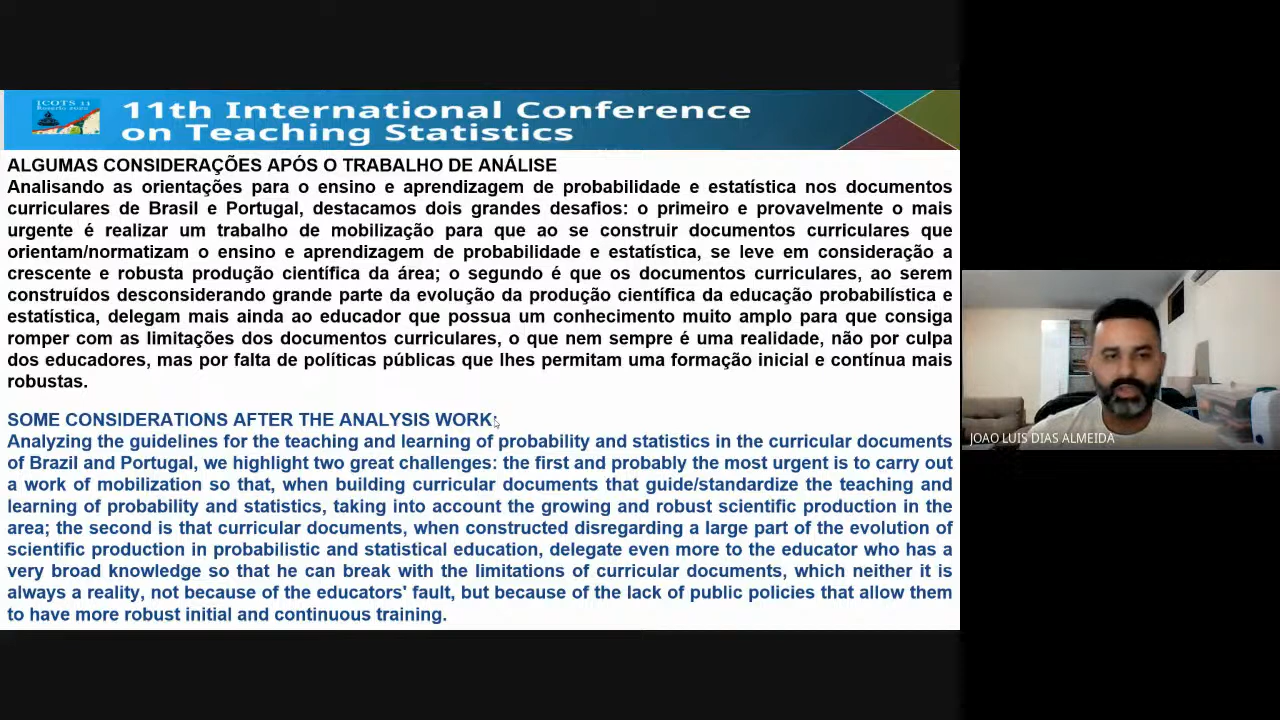 ICOTS 11
11th International Conference
on Teaching Statistics
ALGUMAS CONSIDERAÇÕES APÓS O TRABALHO DE ANÁLISE
Analisando as orientações para o ensino e aprendizagem de probabilidade e estatística nos documentos
curriculares de Brasil e Portugal, destacamos dois grandes desafios: o primeiro e provavelmente o mais
urgente é realizar um trabalho de mobilização para que ao se construir documentos curriculares que
orientam/normatizam o ensino e aprendizagem de probabilidade e estatística, se leve em consideração a
crescente e robusta produção científica da área; o segundo é que os documentos curriculares, ao serem
construídos desconsiderando grande parte da evolução da produção científica da educação probabilística e
estatística, delegam mais ainda ao educador que possua um conhecimento muito amplo para que consiga
romper com as limitações dos documentos curriculares, o que nem sempre é uma realidade, não por culpa
dos educadores, mas por falta de políticas públicas que lhes permitam uma formação inicial e contínua mais
robustas.
SOME CONSIDERATIONS AFTER THE ANALYSIS WORK:
Analyzing the guidelines for the teaching and learning of probability and statistics in the curricular documents
of Brazil and Portugal, we highlight two great challenges: the first and probably the most urgent is to carry out
a work of mobilization so that, when building curricular documents that guide/standardize the teaching and
learning of probability and statistics, taking into account the growing and robust scientific production in the
area; the second is that curricular documents, when constructed disregarding a large part of the evolution of
scientific production in probabilistic and statistical education, delegate even more to the educator who has a
very broad knowledge so that he can break with the limitations of curricular documents, which neither it is
always a reality, not because of the educators' fault, but because of the lack of public policies that allow them
to have more robust initial and continuous training.
JOAO LUIS DIAS ALMEIDA